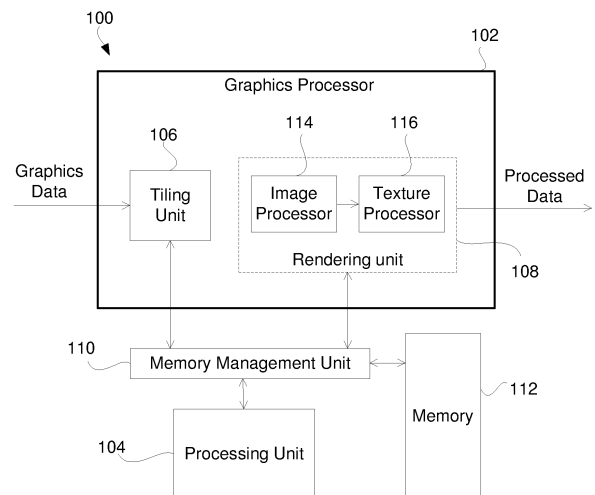 100
102
Graphics Processor
106
114
116
Graphics
Data
Tiling
Unit
Image
Processor
Texture
Processor
Processed
Data
Rendering unit
108
110
Memory Management Unit
112
Memory
104
Processing Unit